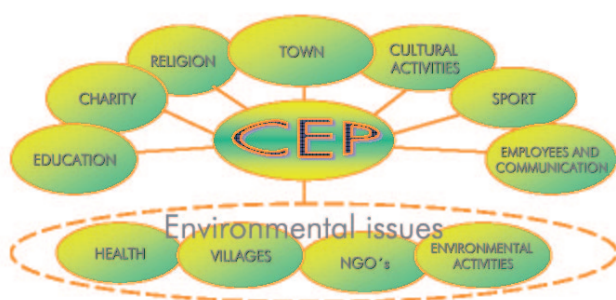 TOWN
RELIGION
CULTURAL
ACTIVITIES
CHARITY
SPORT
CEP
EDUCATION
EMPLOYEES AND
COMMUNICATION
Environmental issues
HEALTH
VILLAGES
NGO´s
ENVIRONMENTAL
ACTIVITIES